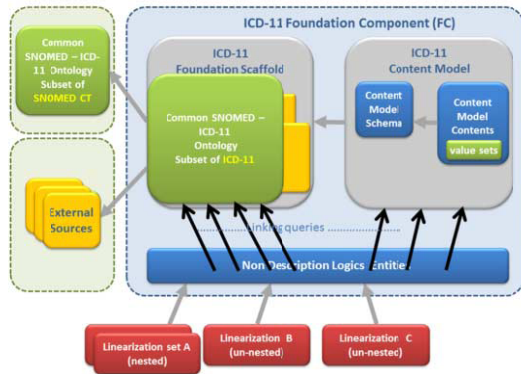 ICD-11 Foundation Component (FC)
Common
SNOMED – ICD-
11 Ontology
Subset of
SNOMED CT
ICD-11
Foundation Scaffold
ICD-11
Content Model
Common SNOMED –
ICD-11
Ontology
Subset of ICD-11
Content
Model
Schema
Content
Model
Contents
value sets
External
Sources
Linking queries
Non Description Logics Entities
Linearization set A
(nested)
Linearization B
(un-nested)
Linearization C
(un-nested)